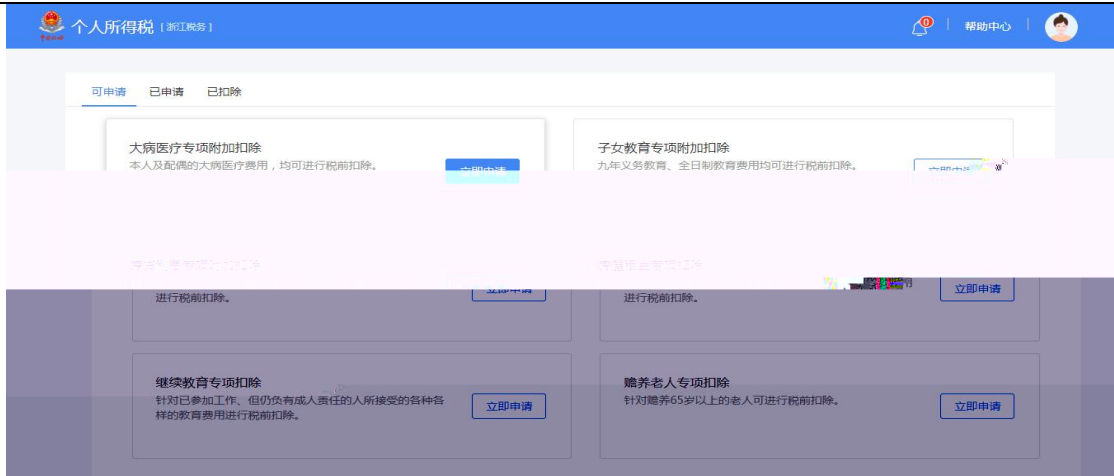 个人所得税 [浙江税务]
0
帮助中心
可申请
已申请
已扣除
大病医疗专项附加扣除
本人及配偶的大病医疗费用，均可进行税前扣除。
立即申请
子女教育专项附加扣除
九年义务教育、全日制教育费用均可进行税前扣除。
进行税前扣除。
进行税前扣除。
立即申请
继续教育专项扣除
针对已参加工作、但仍负有成人责任的人所接受的各种各
样的教育费用进行税前扣除。
立即申请
赡养老人专项扣除
针对赡养65岁以上的老人可进行税前扣除。
立即申请